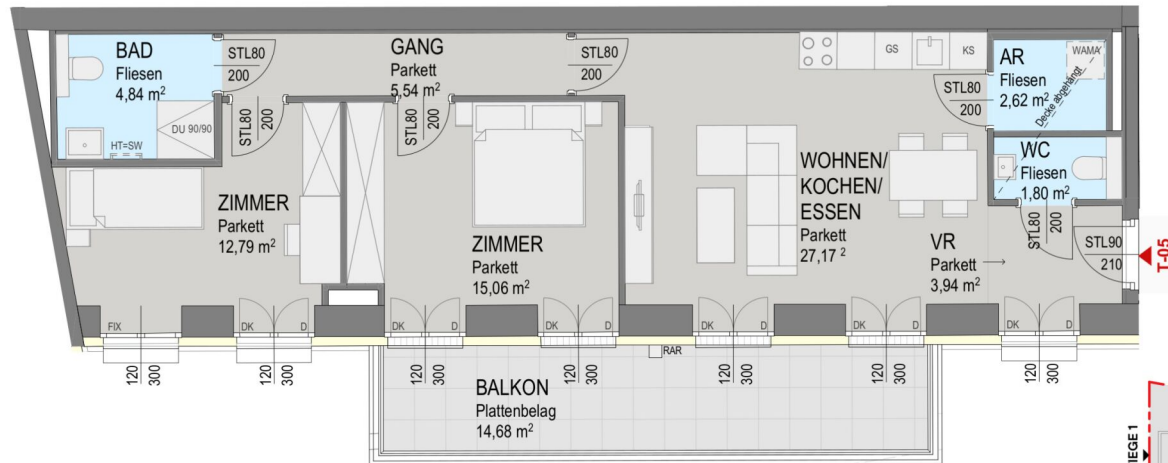 BAD
Fliesen
4,84 m²
STL80
200
GANG
Parkett
5,54 m²
STL80
200
GS
KS
AR
Fliesen
2,62 m²
WAMA
Decke abgehängt
STL80
200
DU 90/90
HT=SW
STL80
200
STL80
200
WC
Fliesen
1,80 m²
STL80
200
WOHNEN/
KOCHEN/
ESSEN
Parkett
27,17 ²
ZIMMER
Parkett
12,79 m²
ZIMMER
Parkett
15,06 m²
VR
Parkett
3,94 m²
STL90
210
T-05
FIX
DK
D
DK
D
DK
D
DK
D
DK
D
DK
D
RAR
120
300
120
300
120
300
120
300
120
300
120
300
120
300
BALKON
Plattenbelag
14,68 m²
IEGE 1